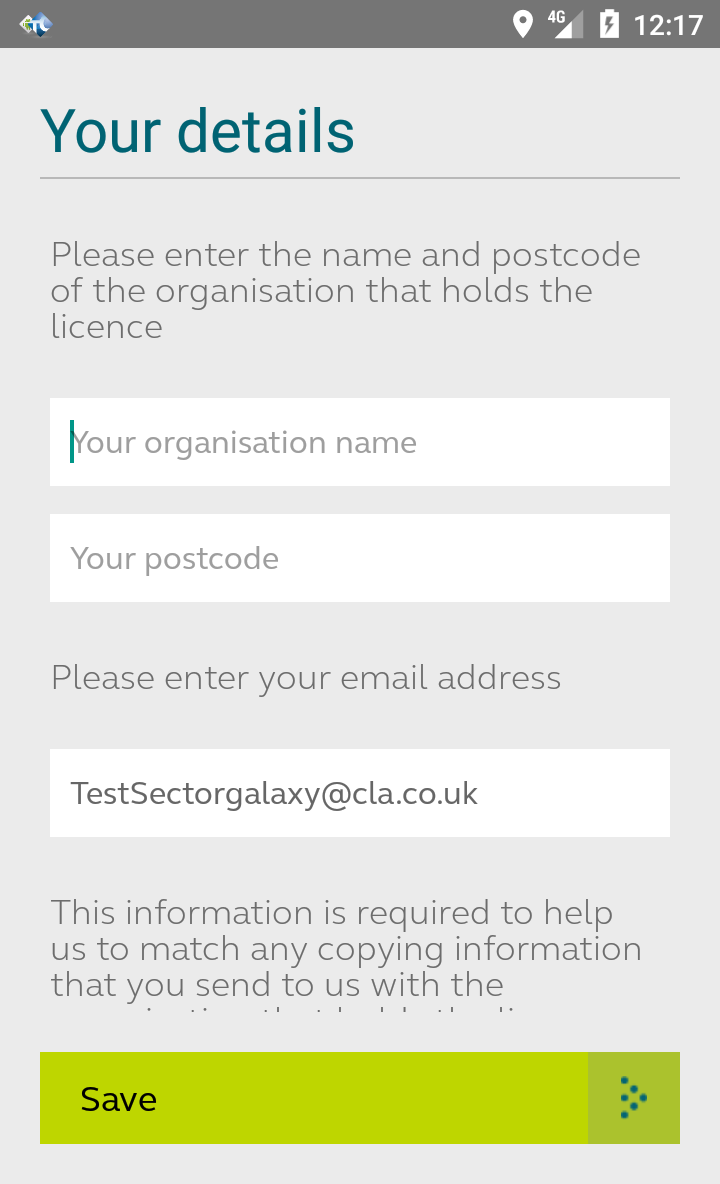 4G 12:17
Your details
Please enter the name and postcode
of the organisation that holds the
licence
Your organisation name
Your postcode
Please enter your email address
TestSectorgalaxy@cla.co.uk
This information is required to help
us to match any copying information
that you send to us with the
Save